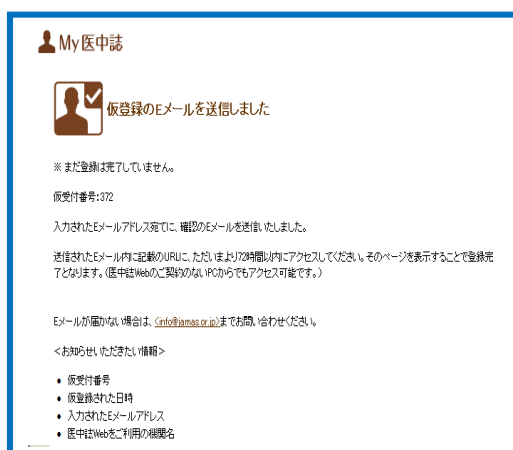 My医中誌
仮登録のEメールを送信しました
※ まだ登録は完了していません。
仮受付番号:372
入力されたEメールアドレス宛てに、確認のEメールを送信いたしました。
送信されたEメール内に記載のURLに、ただいまより72時間以内にアクセスしてください。そのページを表示することで登録完
了となります。(医中誌Webのご契約のないPCからでもアクセス可能です。)
Eメールが届かない場合は、<info@jamas.or.jp>までお問い合わせください。
<お知らせいただきたい情報>
• 仮受付番号
• 仮登録された日時
• 入力されたEメールアドレス
• 医中誌Webをご利用の機関名